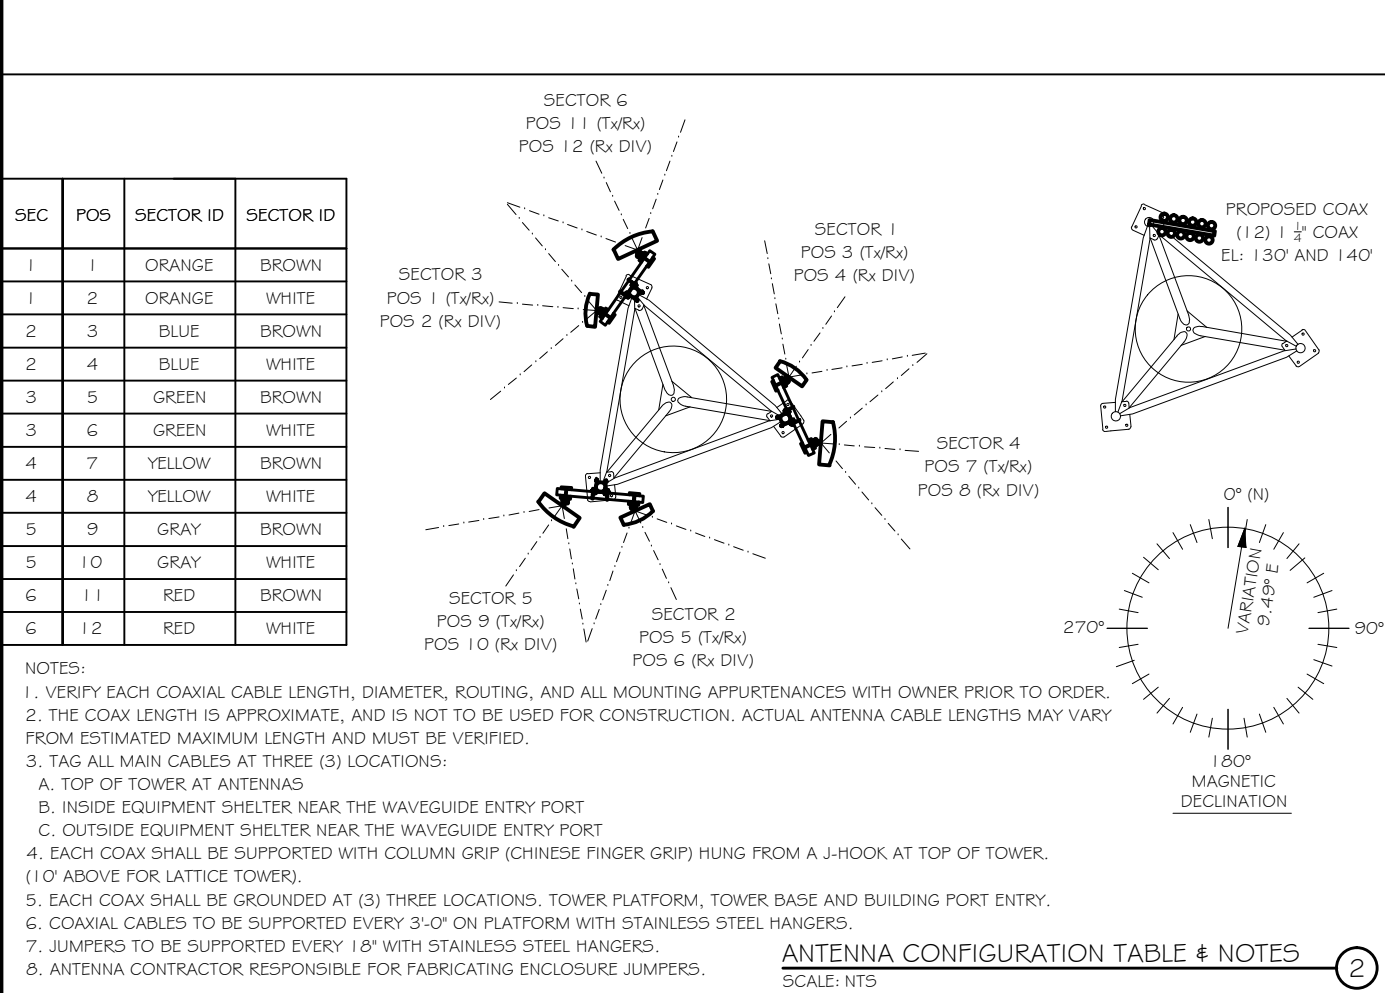 SEC POS SECTOR ID SECTOR ID
1 1 ORANGE BROWN
1 2 ORANGE WHITE
2 3 BLUE BROWN
2 4 BLUE WHITE
3 5 GREEN BROWN
3 6 GREEN WHITE
4 7 YELLOW BROWN
4 8 YELLOW WHITE
5 9 GRAY BROWN
5 10 GRAY WHITE
6 11 RED BROWN
6 12 RED WHITE
SECTOR 6
POS 11 (Tx/Rx)
POS 12 (Rx DIV)
SECTOR 3
POS 1 (Tx/Rx)
POS 2 (Rx DIV)
SECTOR 1
POS 3 (Tx/Rx)
POS 4 (Rx DIV)
SECTOR 4
POS 7 (Tx/Rx)
POS 8 (Rx DIV)
SECTOR 5
POS 9 (Tx/Rx)
POS 10 (Rx DIV)
SECTOR 2
POS 5 (Tx/Rx)
POS 6 (Rx DIV)
PROPOSED COAX
(12) 1 1/4" COAX
EL: 130' AND 140'
0° (N)
VARIATION
9.49° E
270°
90°
180°
MAGNETIC
DECLINATION
NOTES:
1. VERIFY EACH COAXIAL CABLE LENGTH, DIAMETER, ROUTING, AND ALL MOUNTING APPURTENANCES WITH OWNER PRIOR TO ORDER.
2. THE COAX LENGTH IS APPROXIMATE, AND IS NOT TO BE USED FOR CONSTRUCTION. ACTUAL ANTENNA CABLE LENGTHS MAY VARY
FROM ESTIMATED MAXIMUM LENGTH AND MUST BE VERIFIED.
3. TAG ALL MAIN CABLES AT THREE (3) LOCATIONS:
A. TOP OF TOWER AT ANTENNAS
B. INSIDE EQUIPMENT SHELTER NEAR THE WAVEGUIDE ENTRY PORT
C. OUTSIDE EQUIPMENT SHELTER NEAR THE WAVEGUIDE ENTRY PORT
4. EACH COAX SHALL BE SUPPORTED WITH COLUMN GRIP (CHINESE FINGER GRIP) HUNG FROM A J-HOOK AT TOP OF TOWER.
(10' ABOVE FOR LATTICE TOWER).
5. EACH COAX SHALL BE GROUNDED AT (3) THREE LOCATIONS. TOWER PLATFORM, TOWER BASE AND BUILDING PORT ENTRY.
6. COAXIAL CABLES TO BE SUPPORTED EVERY 3'-0" ON PLATFORM WITH STAINLESS STEEL HANGERS.
7. JUMPERS TO BE SUPPORTED EVERY 18" WITH STAINLESS STEEL HANGERS.
8. ANTENNA CONTRACTOR RESPONSIBLE FOR FABRICATING ENCLOSURE JUMPERS.
ANTENNA CONFIGURATION TABLE & NOTES
SCALE: NTS
2